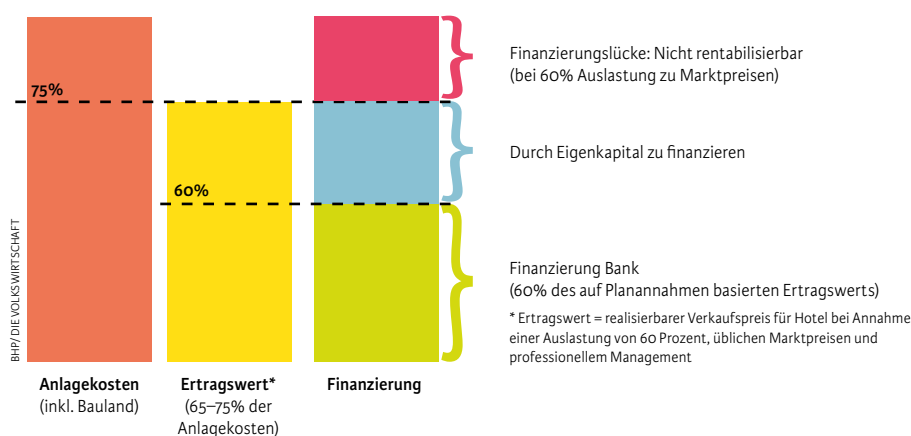 Finanzierungslücke: Nicht rentabilisierbar
(bei 60% Auslastung zu Marktpreisen)
75%
Durch Eigenkapital zu finanzieren
60%
Finanzierung Bank
(60% des auf Planannahmen basierten Ertragswerts)
* Ertragswert = realisierbarer Verkaufspreis für Hotel bei Annahme
einer Auslastung von 60 Prozent, üblichen Marktpreisen und
professionellem Management
BHP/ DIE VOLKSWIRTSCHAFT
Anlagekosten
(inkl. Bauland)
Ertragswert*
(65–75% der
Anlagekosten)
Finanzierung